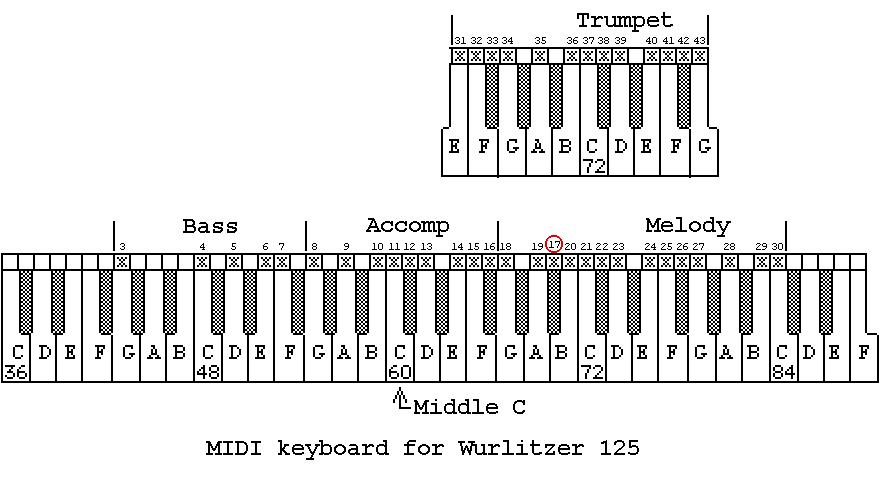 Trumpet
31 32 33 34 35 36 37 38 39 40 41 42 43
X X X X X X X X X X X X X
E F G A B C D E F G
72
Bass Accomp Melody
3 4 5 6 7 8 9 10 11 12 13 14 15 16 18 19 17 20 21 22 23 24 25 26 27 28 29 30
X X X X X X X X X X X X X X X X X X X X X X X X X X X X
C D E F G A B C D E F G A B C D E F G A B C D E F G A B C D E F
36 48 60 72 84
Middle C
MIDI keyboard for Wurlitzer 125